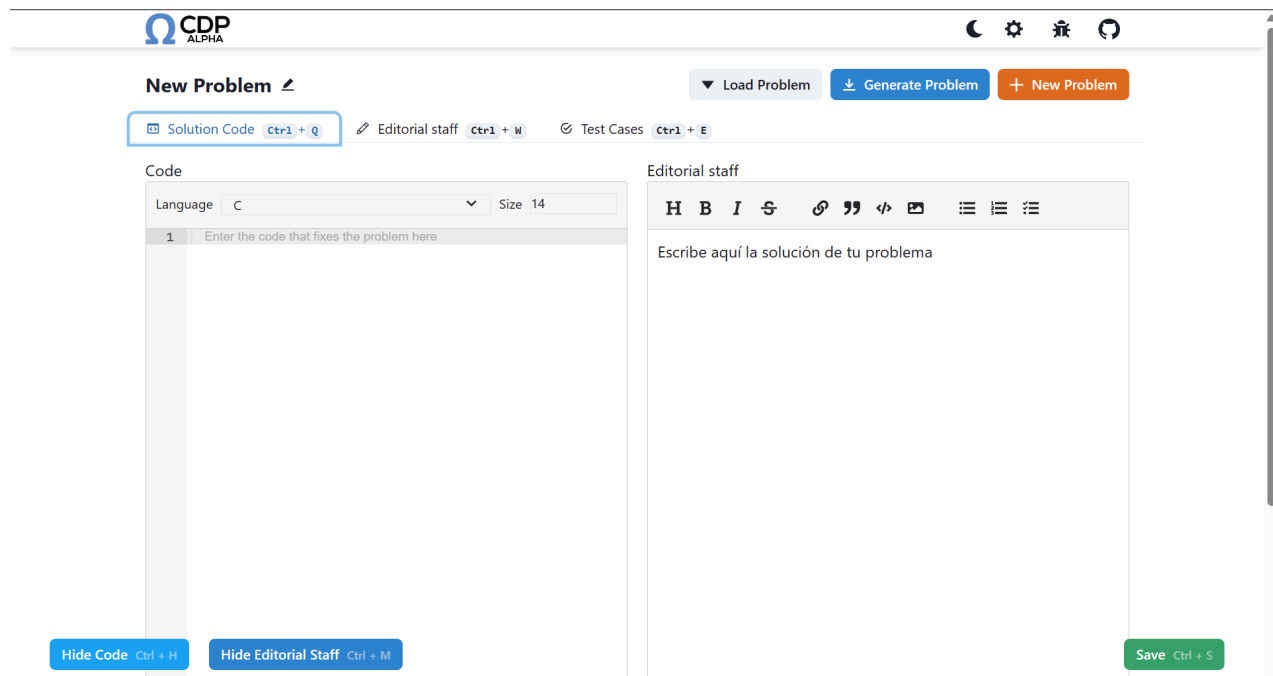 CDP
ALPHA
New Problem
Load Problem
Generate Problem
New Problem
Solution Code Ctrl + Q
Editorial staff Ctrl + W
Test Cases Ctrl + E
Code
Editorial staff
Language C Size 14
H B I S
1 Enter the code that fixes the problem here
Escribe aquí la solución de tu problema
Hide Code Ctrl + H
Hide Editorial Staff Ctrl + M
Save Ctrl + S